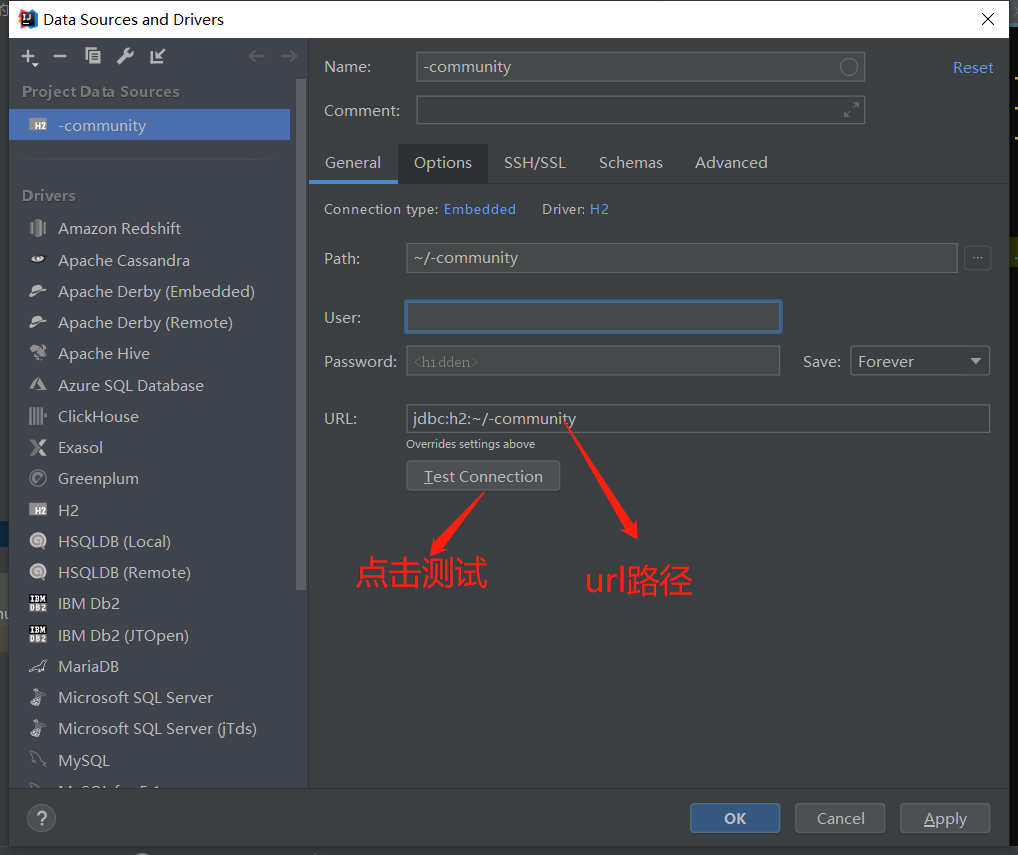 Data Sources and Drivers
Project Data Sources
H2 -community
Drivers
Amazon Redshift
Apache Cassandra
Apache Derby (Embedded)
Apache Derby (Remote)
Apache Hive
Azure SQL Database
ClickHouse
Exasol
Greenplum
H2 H2
HSQLDB (Local)
HSQLDB (Remote)
IBM DB2 IBM Db2
IBM DB2 IBM Db2 (JTOpen)
MariaDB
Microsoft SQL Server
Microsoft SQL Server (jTds)
MySQL
Name: -community
Reset
Comment:
General Options SSH/SSL Schemas Advanced
Connection type: Embedded Driver: H2
Path: ~/-community ...
User:
Password: <hidden> Save: Forever
URL: jdbc:h2:~/-community
Overrides settings above
Test Connection
点击测试
url路径
? OK Cancel Apply